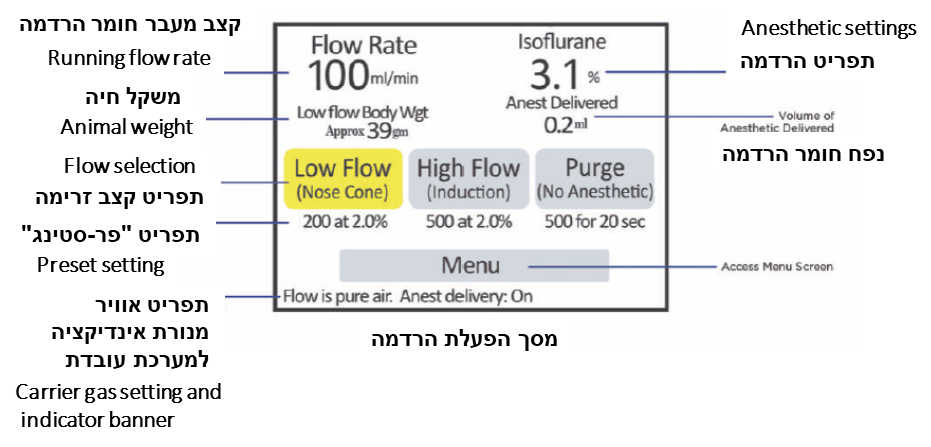 קצב מעבר חומר הרדמה
Running flow rate
משקל חיה
Animal weight
Flow selection
תפריט קצב זרימה
תפריט "פר-סטינג"
Preset setting
תפריט אוויר
מנורת אינדיקציה
למערכת עובדת
Carrier gas setting and
indicator banner
Flow Rate
100 ml/min
Isoflurane
3.1 %
Low flow Body Wgt
Approx 39gm
Anest Delivered
0.2 ml
Low Flow
(Nose Cone)
High Flow
(Induction)
Purge
(No Anesthetic)
200 at 2.0%
500 at 2.0%
500 for 20 sec
Menu
Flow is pure air. Anest delivery: On
מסך הפעלת הרדמה
Anesthetic settings
תפריט הרדמה
Volume of
Anesthetic Delivered
נפח חומר הרדמה
Access Menu Screen